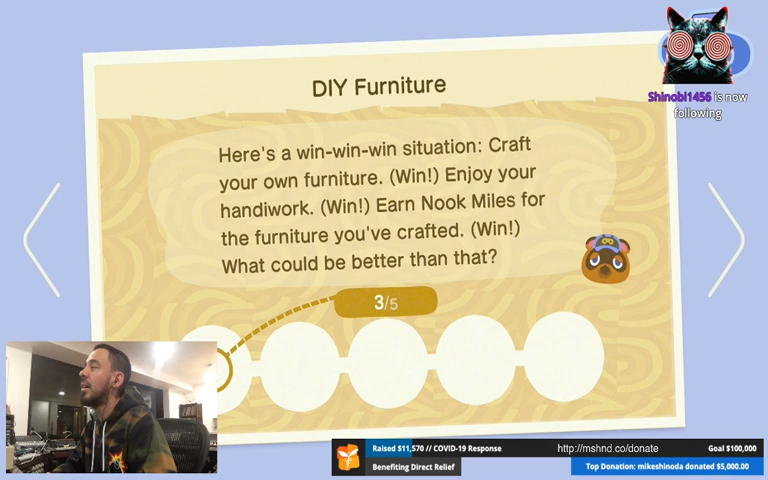 DIY Furniture
Here's a win-win-win situation: Craft
your own furniture. (Win!) Enjoy your
handiwork. (Win!) Earn Nook Miles for
the furniture you've crafted. (Win!)
What could be better than that?
3/5
Shinobi1456 is now
following
Raised $11,570 // COVID-19 Response
http://mshnd.co/donate
Goal $100,000
Benefiting Direct Relief
Top Donation: mikeshinoda donated $5,000.00